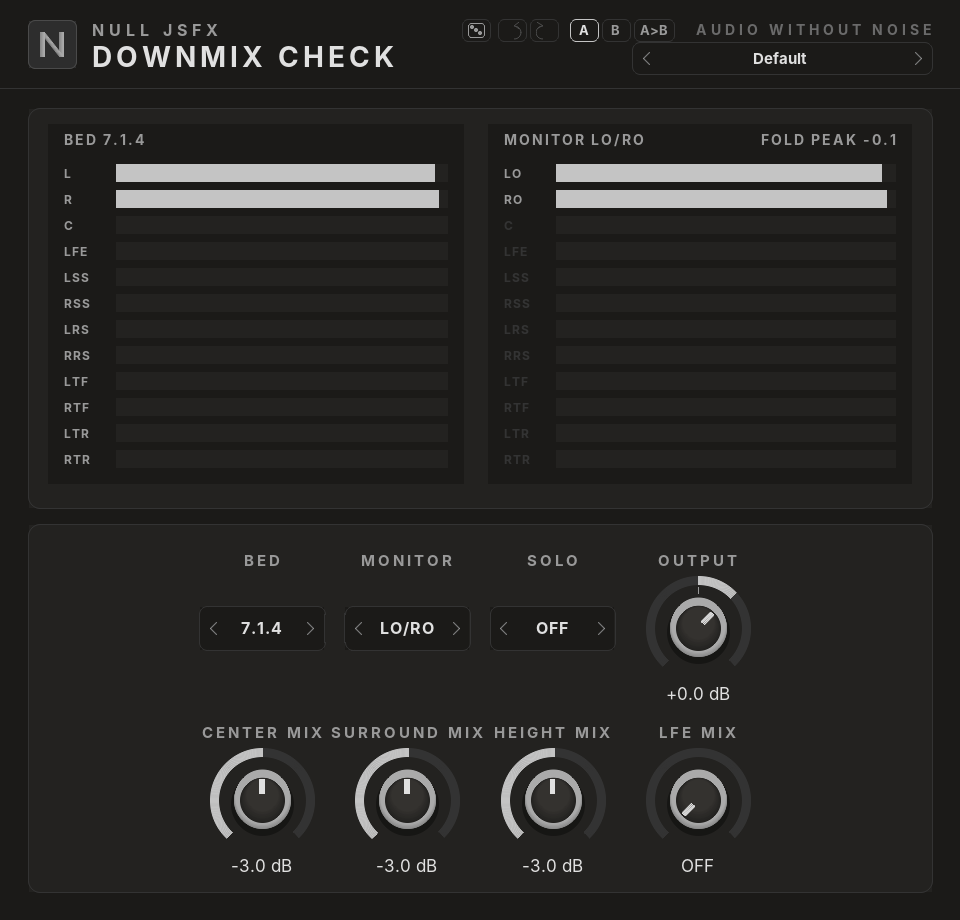 N
NULL JSFX
DOWNMIX CHECK
A B A>B
AUDIO WITHOUT NOISE
Default
BED 7.1.4
L
R
C
LFE
LSS
RSS
LRS
RRS
LTF
RTF
LTR
RTR
MONITOR LO/RO FOLD PEAK -0.1
LO
RO
C
LFE
LSS
RSS
LRS
RRS
LTF
RTF
LTR
RTR
BED MONITOR SOLO OUTPUT
7.1.4 LO/RO OFF
+0.0 dB
CENTER MIX SURROUND MIX HEIGHT MIX LFE MIX
-3.0 dB -3.0 dB -3.0 dB OFF